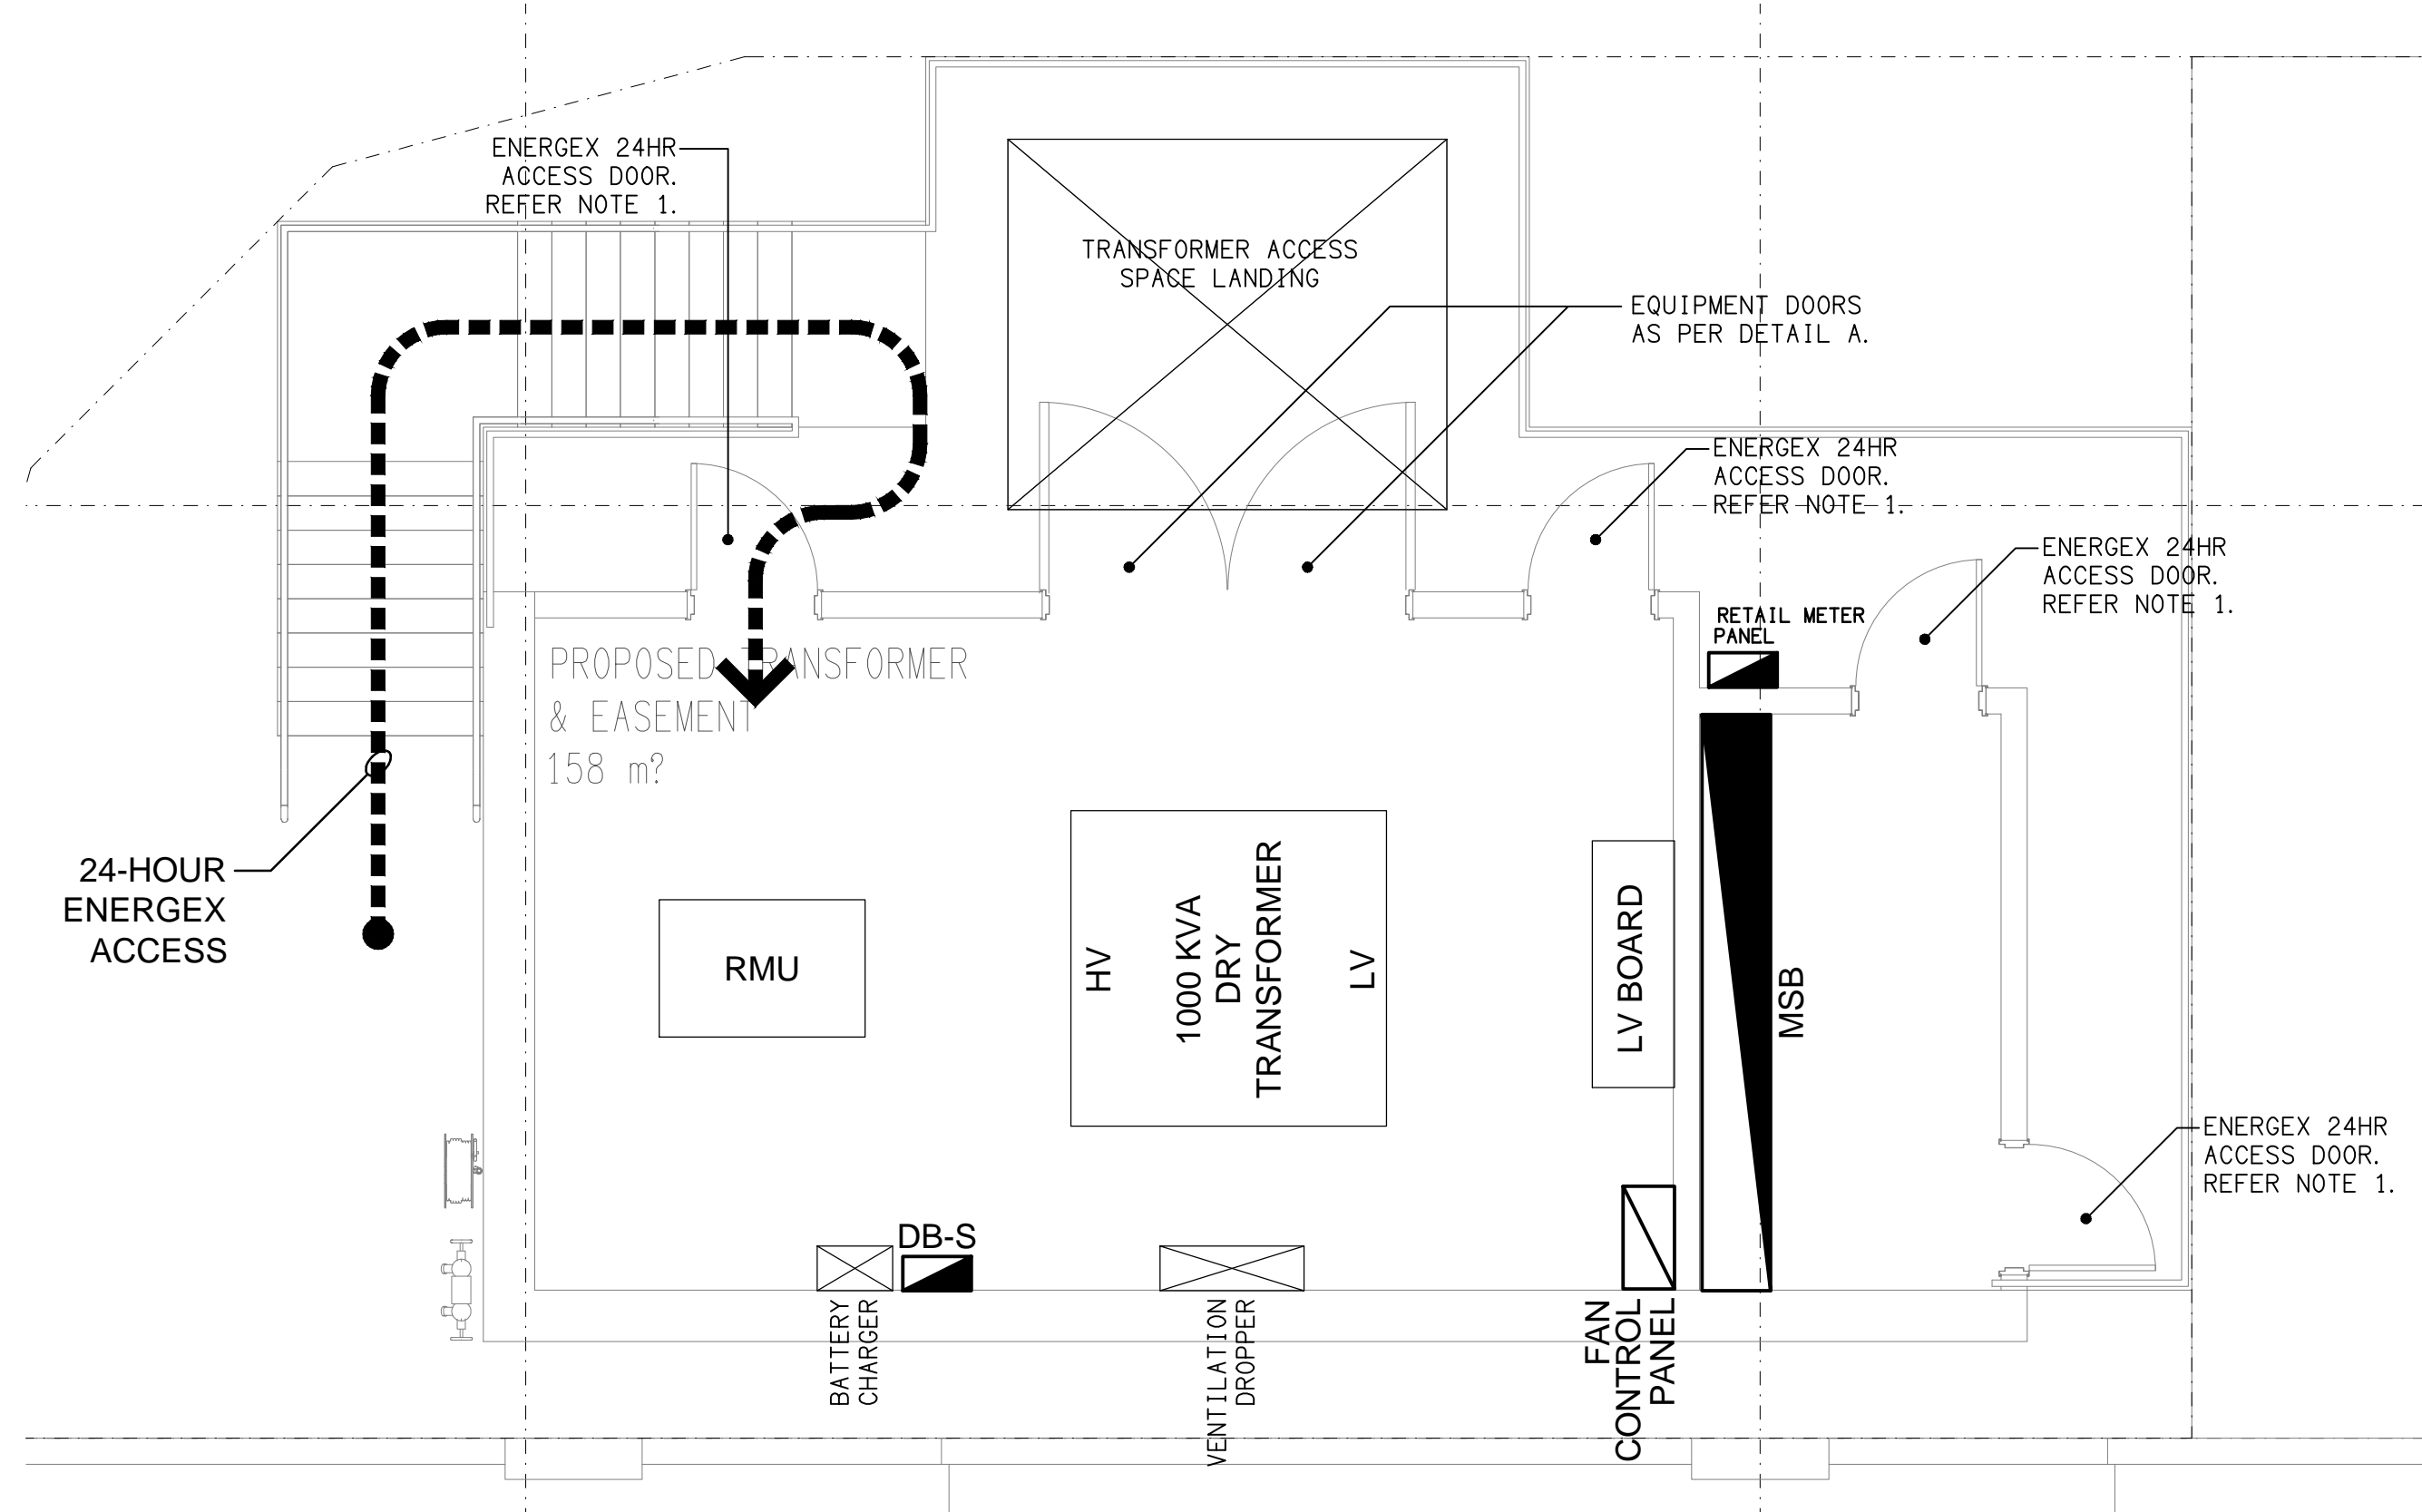 ENERGEX 24HR
ACCESS DOOR.
REFER NOTE 1.
TRANSFORMER ACCESS
SPACE LANDING
EQUIPMENT DOORS
AS PER DETAIL A.
ENERGEX 24HR
ACCESS DOOR.
REFER NOTE 1.
ENERGEX 24HR
ACCESS DOOR.
REFER NOTE 1.
RETAIL METER
PANEL
PROPOSED TRANSFORMER
& EASEMENT
158 m?
24-HOUR
ENERGEX
ACCESS
RMU
HV
1000 KVA
DRY
TRANSFORMER
LV
LV BOARD
MSB
ENERGEX 24HR
ACCESS DOOR.
REFER NOTE 1.
DB-S
BATTERY
CHARGER
VENTILATION
DROPPER
FAN
CONTROL
PANEL